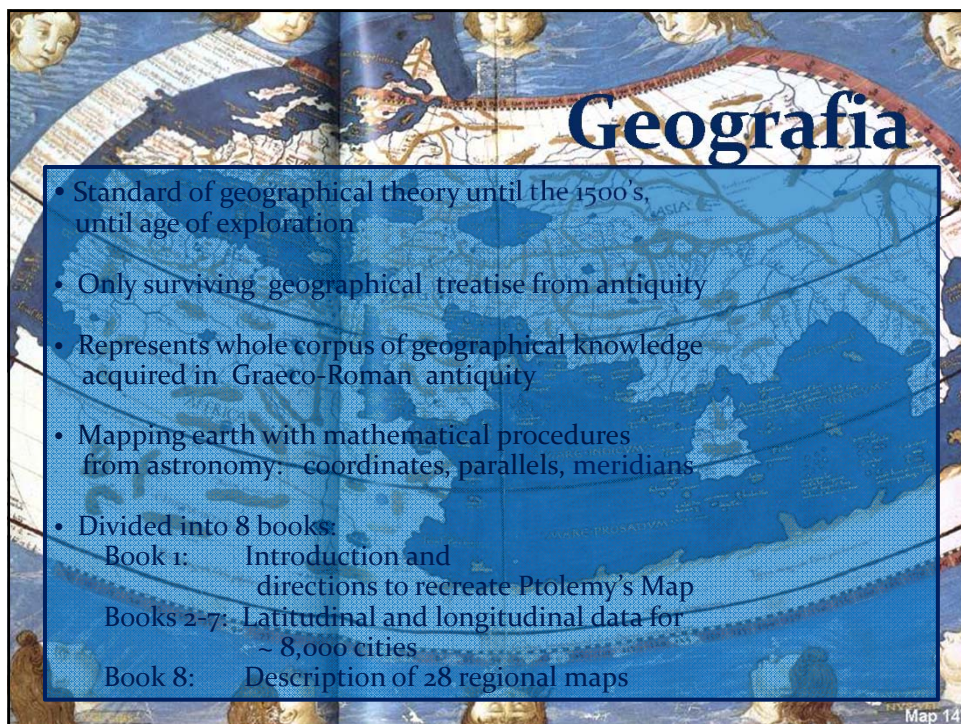 Geografia
• Standard of geographical theory until the 1500's,
until age of exploration
• Only surviving geographical treatise from antiquity
• Represents whole corpus of geographical knowledge
acquired in Graeco-Roman antiquity
• Mapping earth with mathematical procedures
from astronomy: coordinates, parallels, meridians
• Divided into 8 books:
Book 1: Introduction and
directions to recreate Ptolemy's Map
Books 2-7: Latitudinal and longitudinal data for
~ 8,000 cities
Book 8: Description of 28 regional maps
ASIA
Map 14